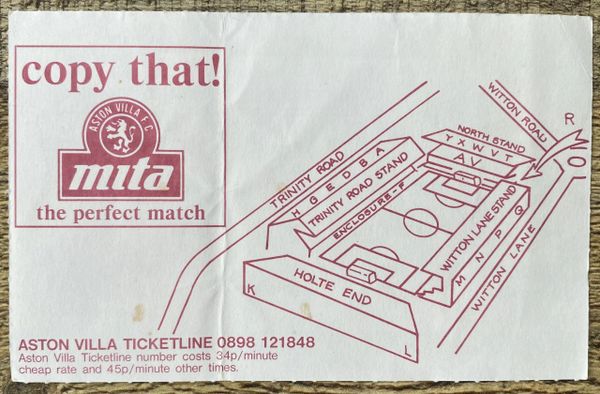 copy that!
ASTON VILLA F.C.
mita
the perfect match
WITTON ROAD
R
NORTH STAND
Y X W V T
AV
TRINITY ROAD
H G E D B A
TRINITY ROAD STAND
ENCLOSURE-F
WITTON LANE STAND
M N P Q
WITTON LANE
HOLTE END
K
L
ASTON VILLA TICKETLINE 0898 121848
Aston Villa Ticketline number costs 34p/minute
cheap rate and 45p/minute other times.